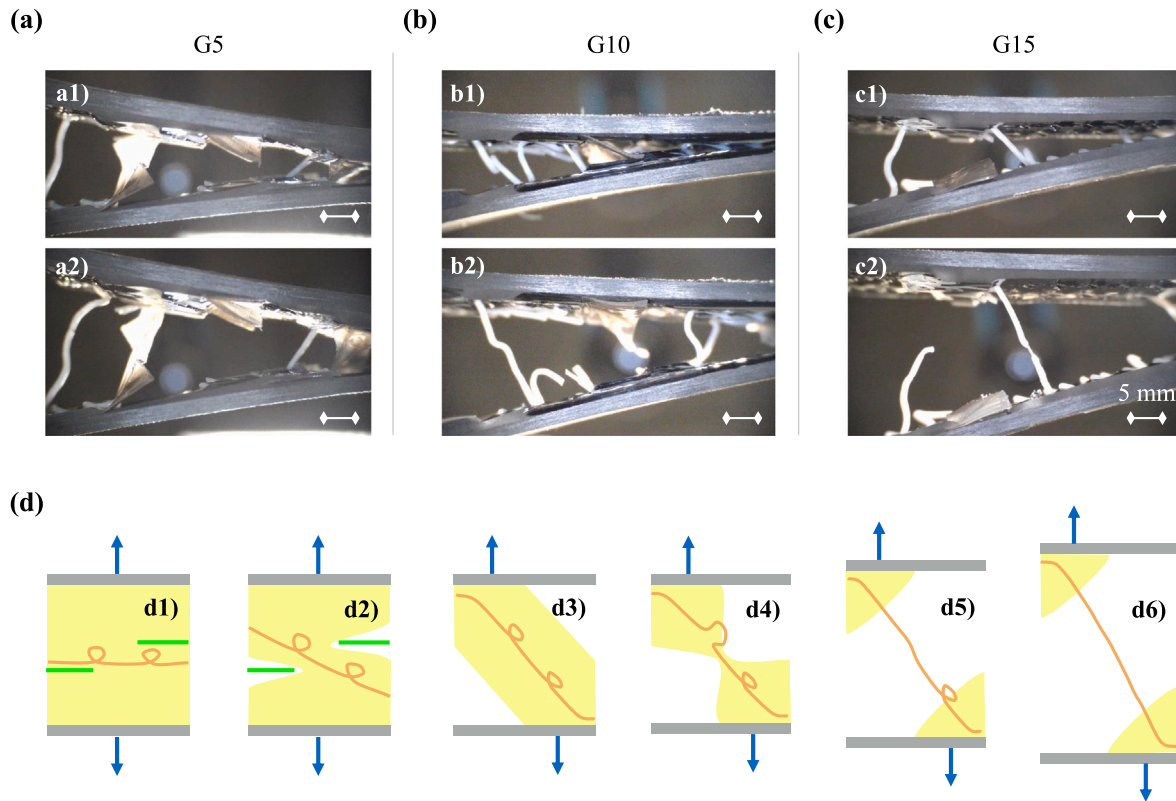 (a)
G5
a1)
a2)
(b)
G10
b1)
b2)
(c)
G15
c1)
c2)
5 mm
(d)
d1)
d2)
d3)
d4)
d5)
d6)